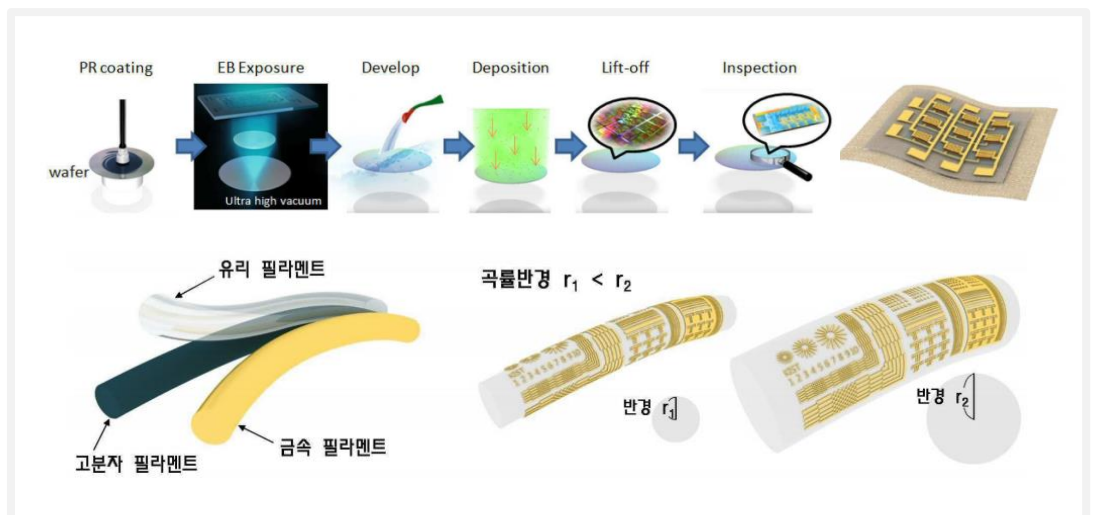 PR coating
EB Exposure
Develop
Deposition
Lift-off
Inspection
wafer
Ultra high vacuum
유리 필라멘트
고분자 필라멘트
금속 필라멘트
곡률반경 r1 < r2
1234567890
반경 r1
1234567890
반경 r2